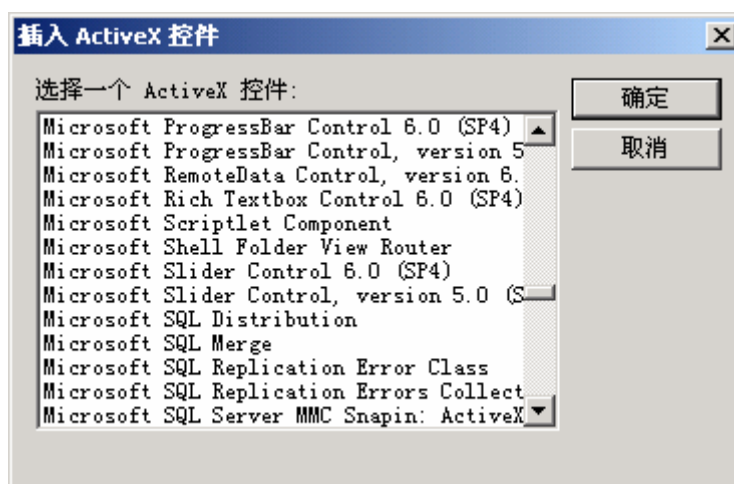 插入 ActiveX 控件
选择一个 ActiveX 控件:
确定
取消
Microsoft ProgressBar Control 6.0 (SP4)
Microsoft ProgressBar Control, version 5
Microsoft RemoteData Control, version 6.
Microsoft Rich Textbox Control 6.0 (SP4)
Microsoft Scriptlet Component
Microsoft Shell Folder View Router
Microsoft Slider Control 6.0 (SP4)
Microsoft Slider Control, version 5.0 (S
Microsoft SQL Distribution
Microsoft SQL Merge
Microsoft SQL Replication Error Class
Microsoft SQL Replication Errors Collect
Microsoft SQL Server MMC Snapin: ActiveX